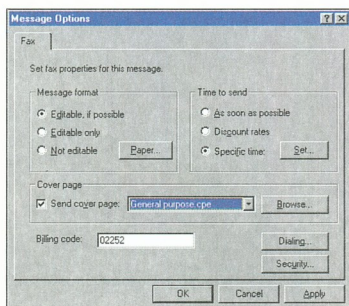 Message Options
Fax
Set fax properties for this message.
Message format
Editable, if possible
Editable only
Not editable
Paper...
Time to send
As soon as possible
Discount rates
Specific time:
Set...
Cover page
Send cover page:
General purpose.cpe
Browse...
Billing code:
02252
Dialing...
Security...
OK
Cancel
Apply